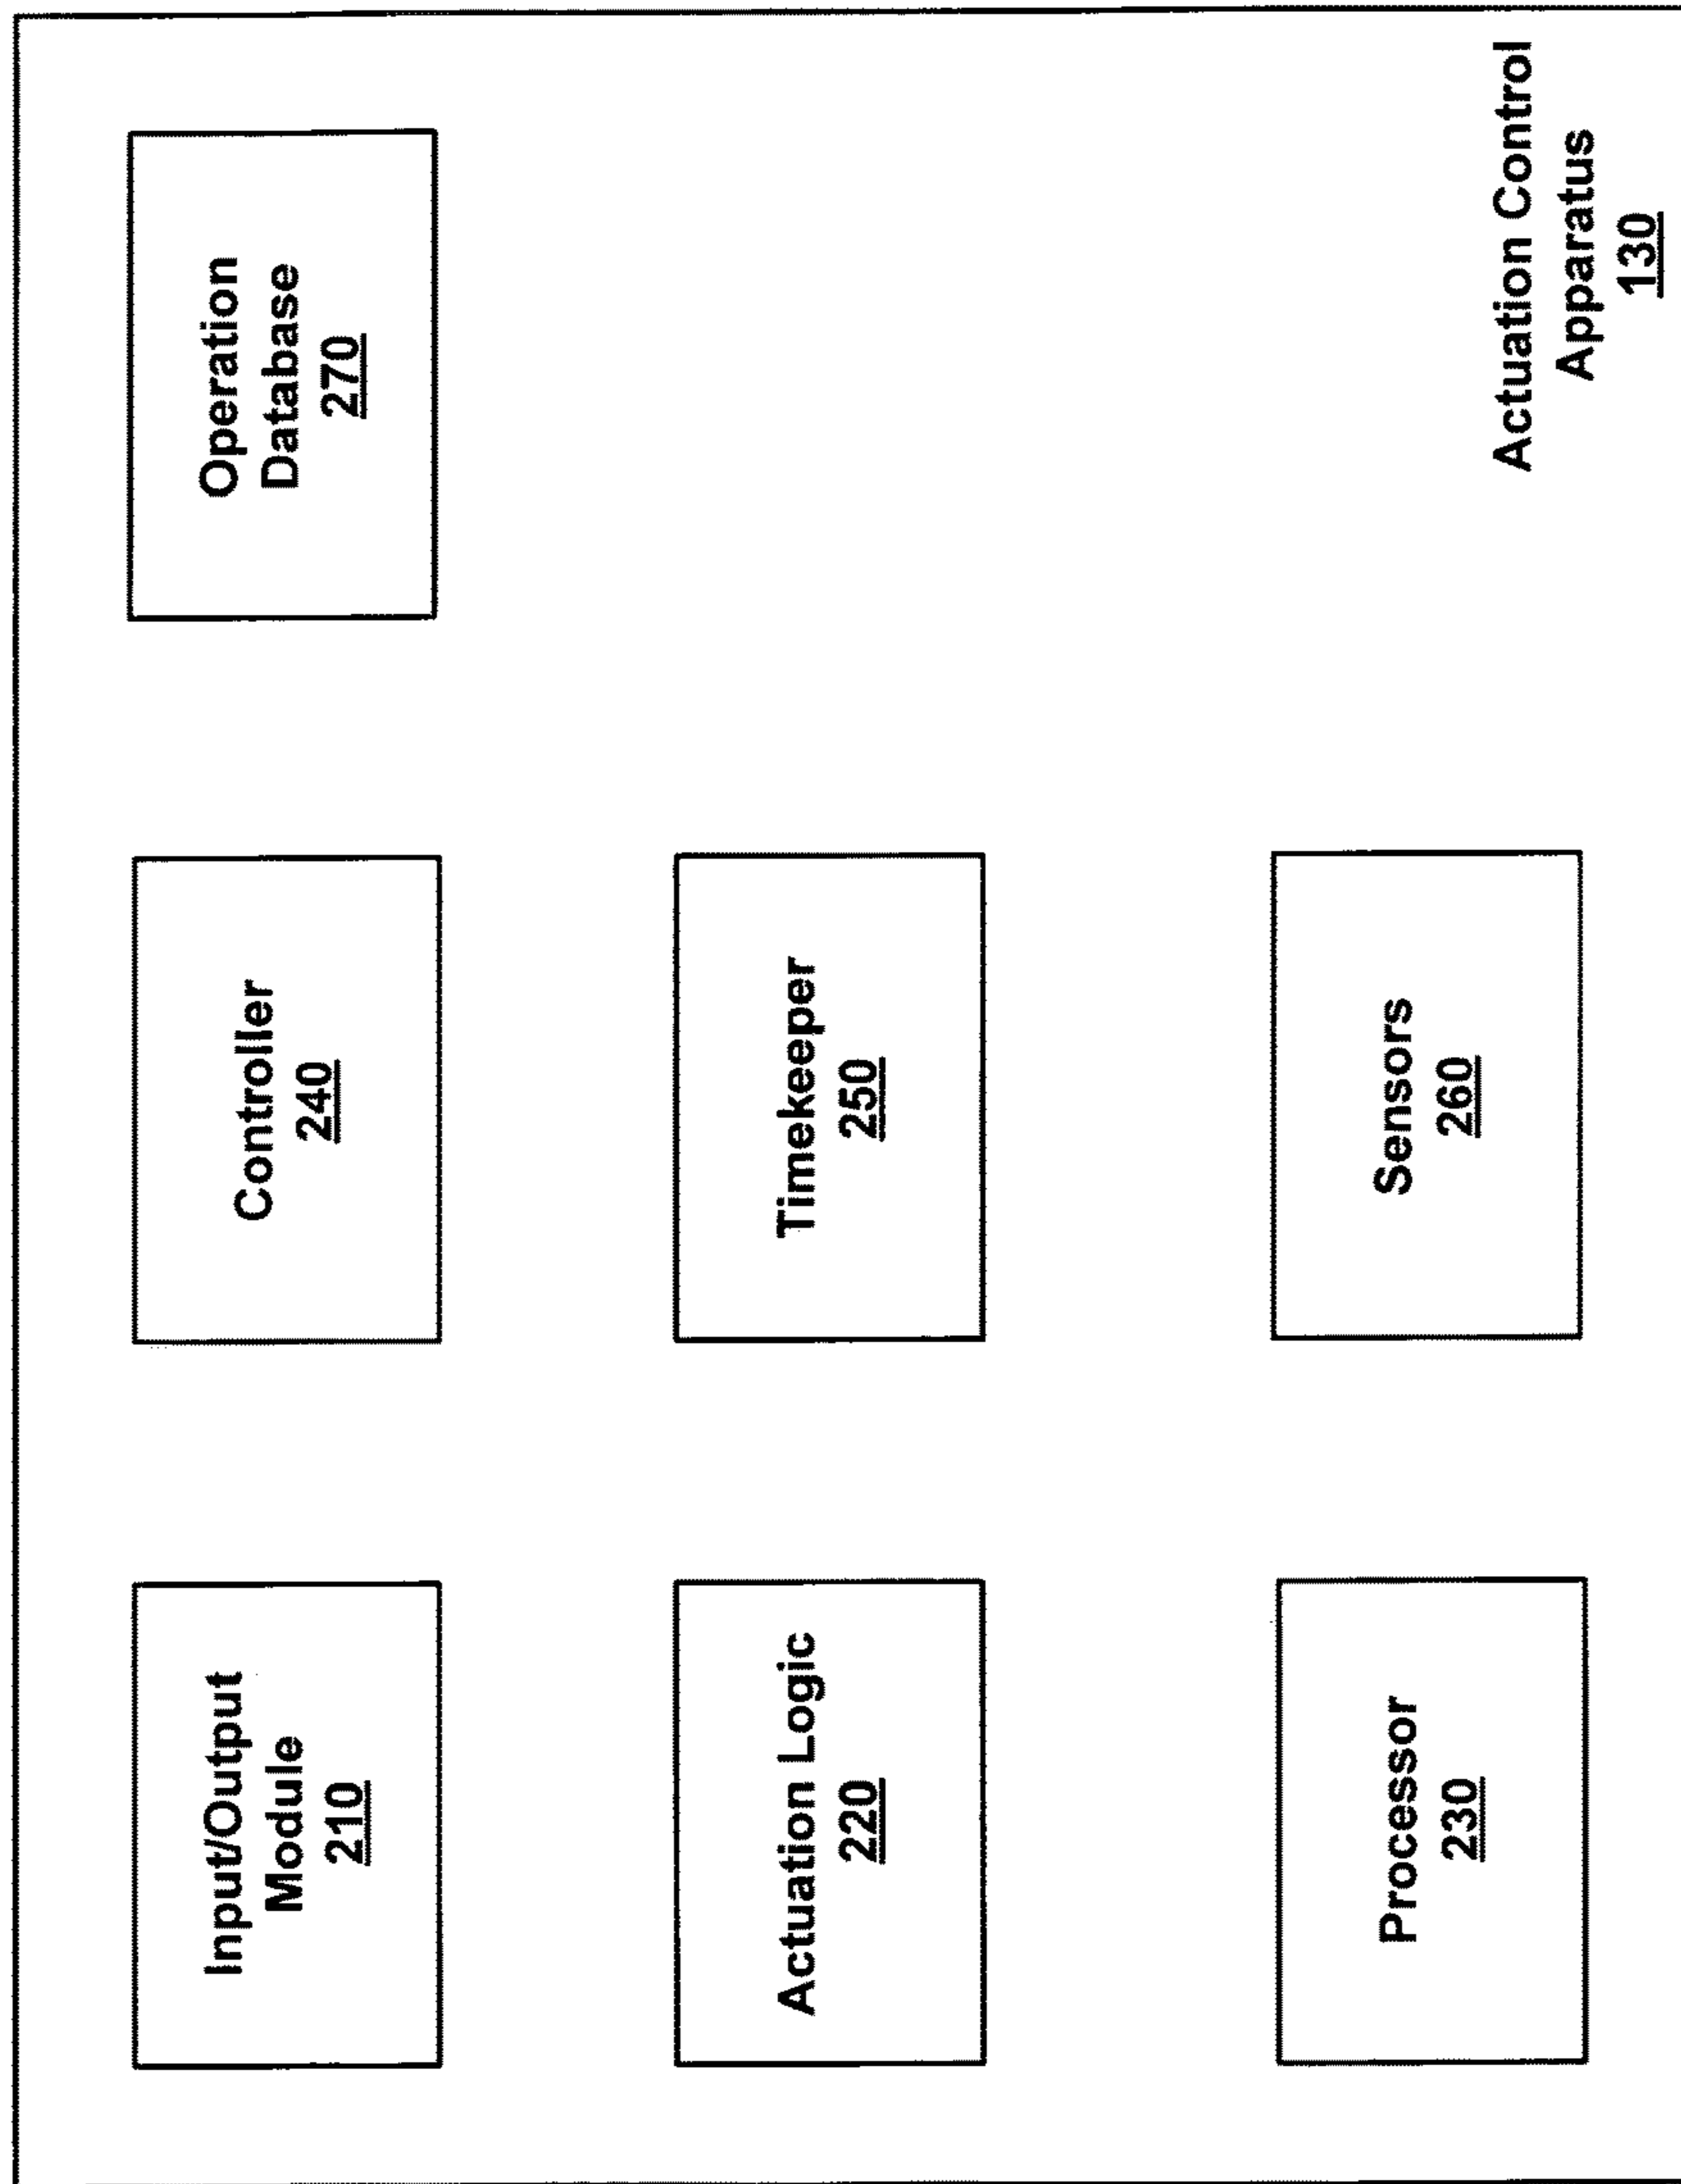 Input/Output
Module
210
Controller
240
Operation
Database
270
Actuation Logic
220
Timekeeper
250
Processor
230
Sensors
260
Actuation Control
Apparatus
130